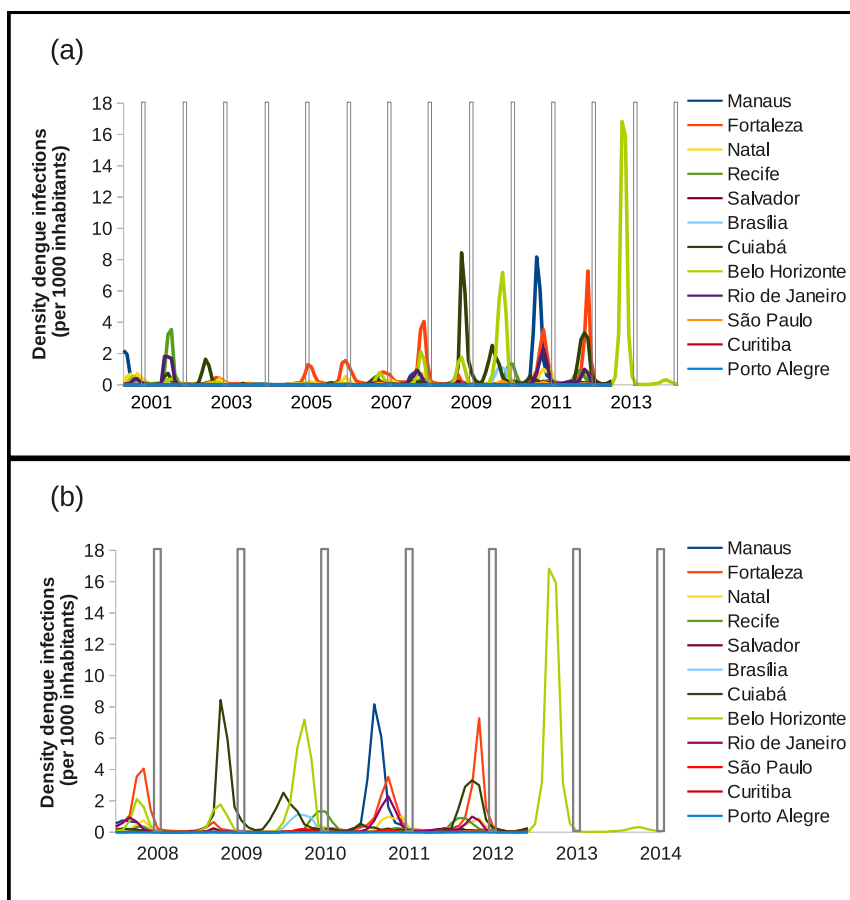 (a)
Density dengue infections
(per 1000 inhabitants)
18
16
14
12
10
8
6
4
2
0
2001 2003 2005 2007 2009 2011 2013
Manaus
Fortaleza
Natal
Recife
Salvador
Brasília
Cuiabá
Belo Horizonte
Rio de Janeiro
São Paulo
Curitiba
Porto Alegre
(b)
Density dengue infections
(per 1000 inhabitants)
18
16
14
12
10
8
6
4
2
0
2008 2009 2010 2011 2012 2013 2014
Manaus
Fortaleza
Natal
Recife
Salvador
Brasília
Cuiabá
Belo Horizonte
Rio de Janeiro
São Paulo
Curitiba
Porto Alegre